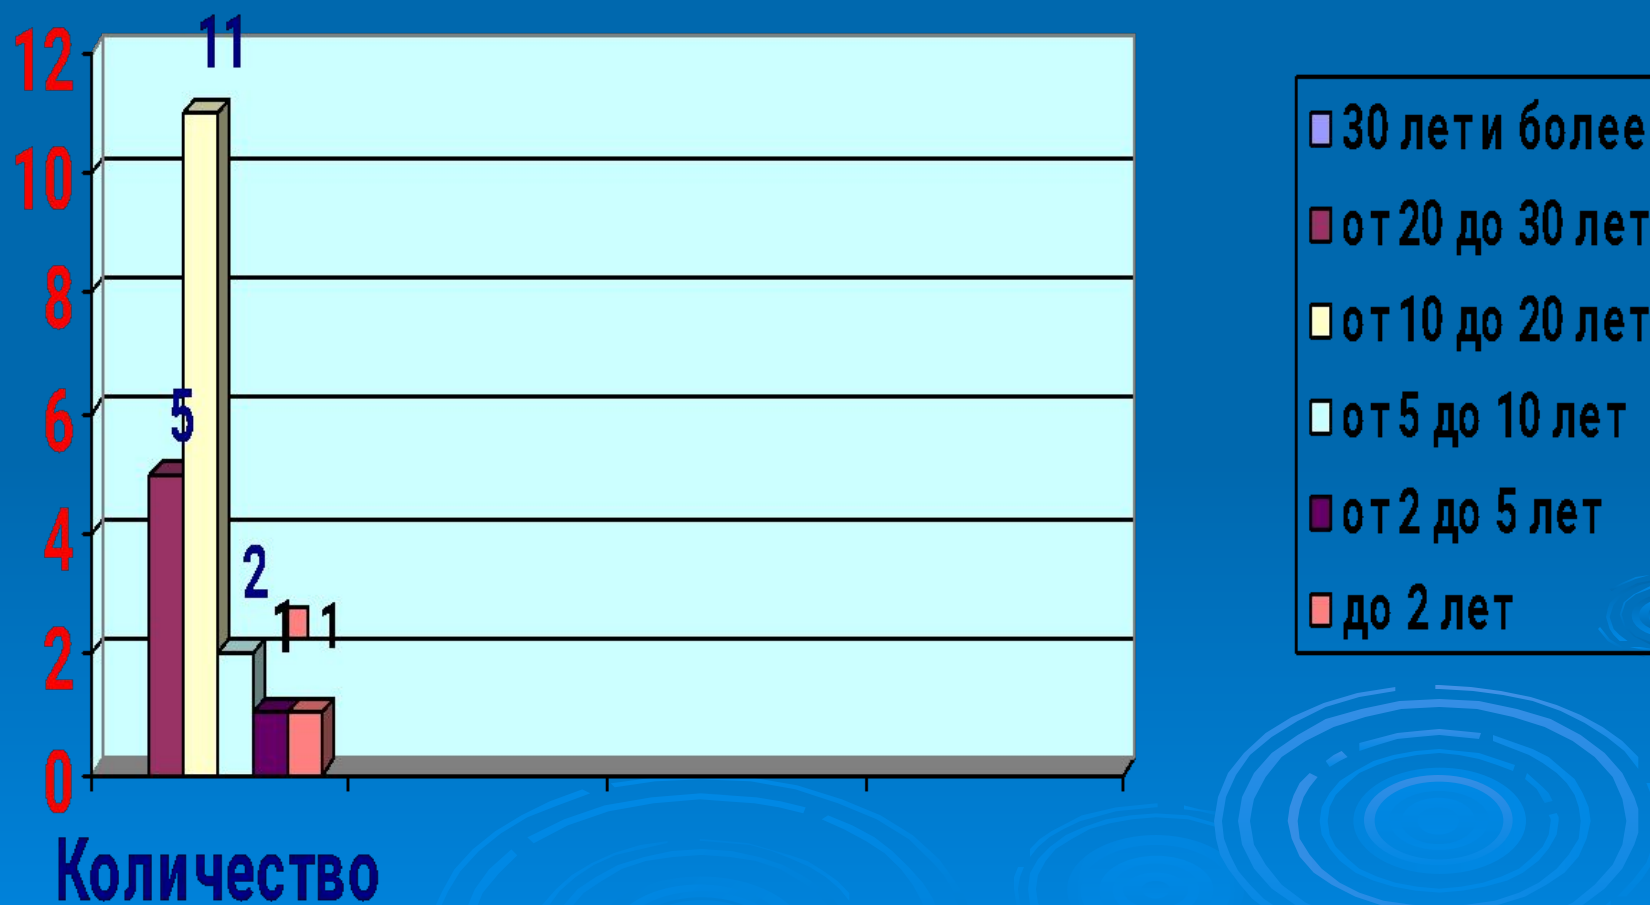 12
10
8
6
4
2
0
11
5
2
1
1
Количество
30 лет и более
от 20 до 30 лет
от 10 до 20 лет
от 5 до 10 лет
от 2 до 5 лет
до 2 лет